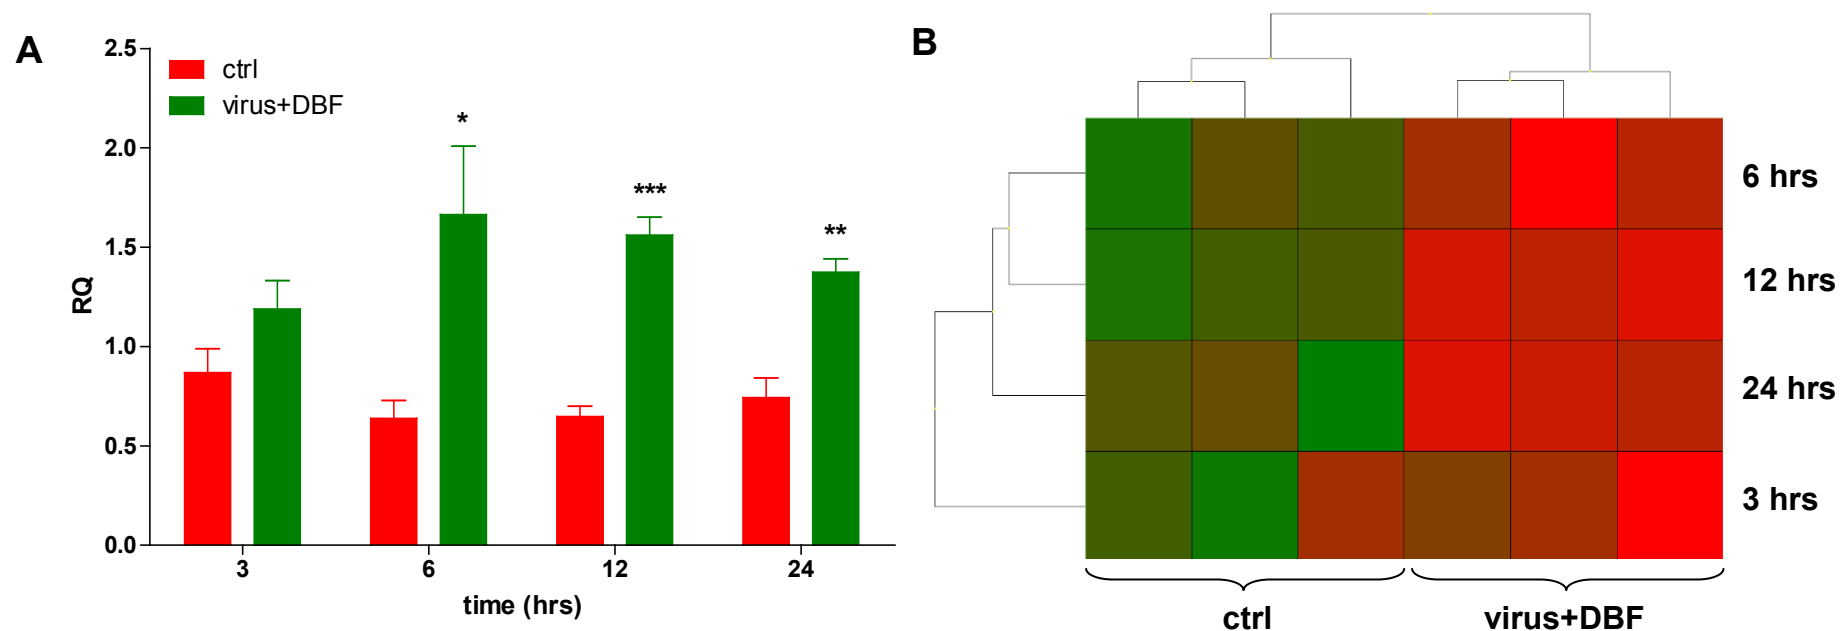 A
2.5
ctrl
virus+DBF
*
2.0
***
1.5
**
RQ
1.0
0.5
0.0
3
6
12
24
time (hrs)
B
6 hrs
12 hrs
24 hrs
3 hrs
ctrl
virus+DBF